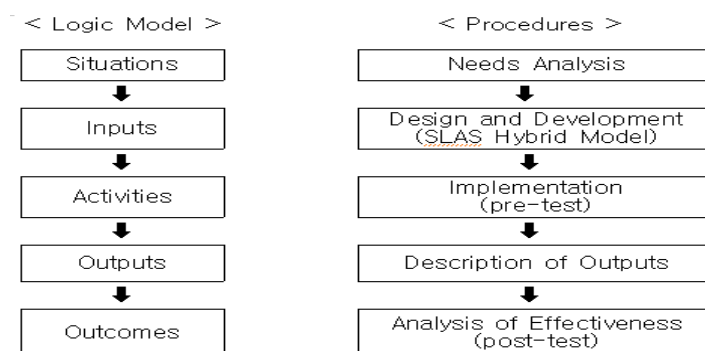 < Logic Model >
Situations
Inputs
Activities
Outputs
Outcomes
< Procedures >
Needs Analysis
Design and Development
(SLAS Hybrid Model)
Implementation
(pre-test)
Description of Outputs
Analysis of Effectiveness
(post-test)